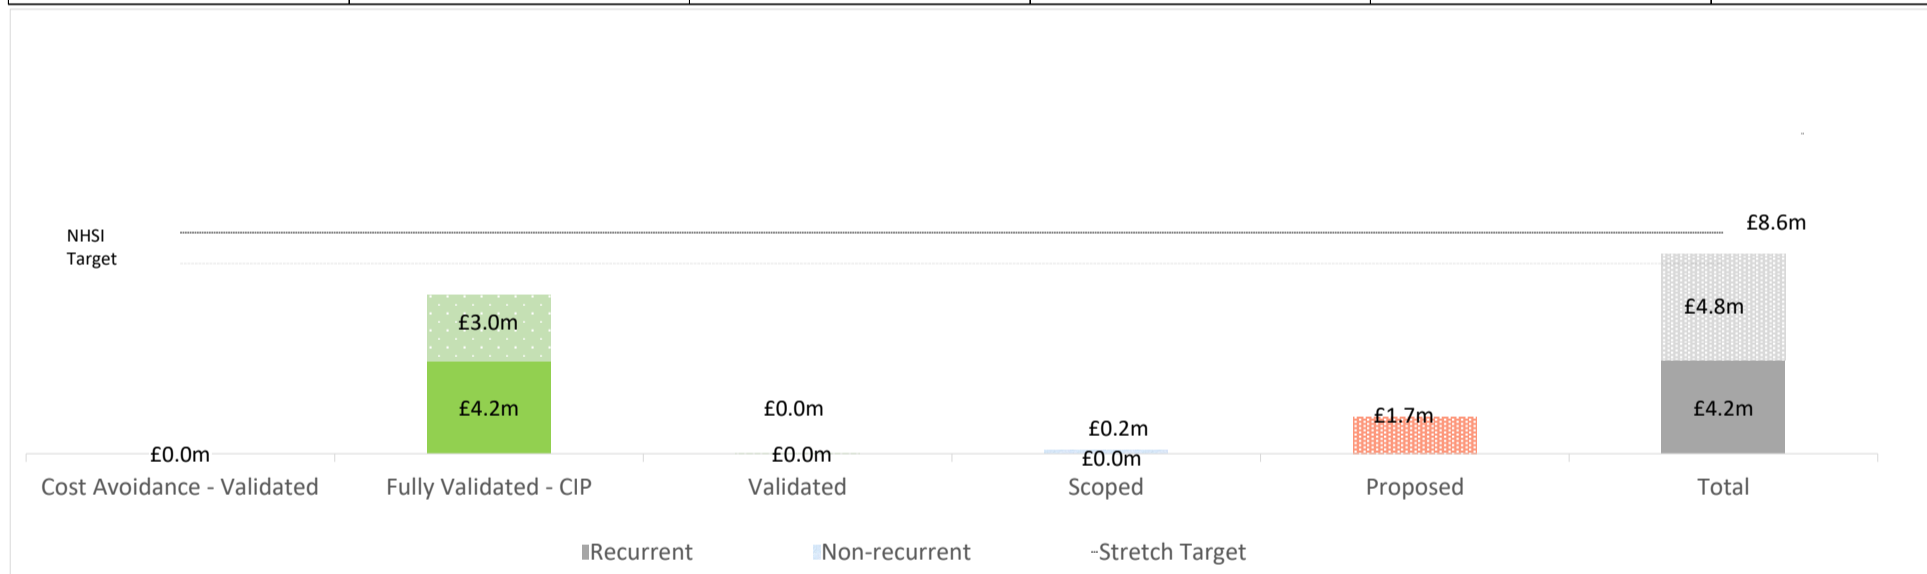 £8.6m
NHSI
Target
£4.8m
£3.0m
£4.2m
£0.0m
£0.2m
£1.7m
£4.2m
£0.0m
£0.0m
£0.0m
Cost Avoidance - Validated
Fully Validated - CIP
Validated
Scoped
Proposed
Total
Recurrent
Non-recurrent
Stretch Target